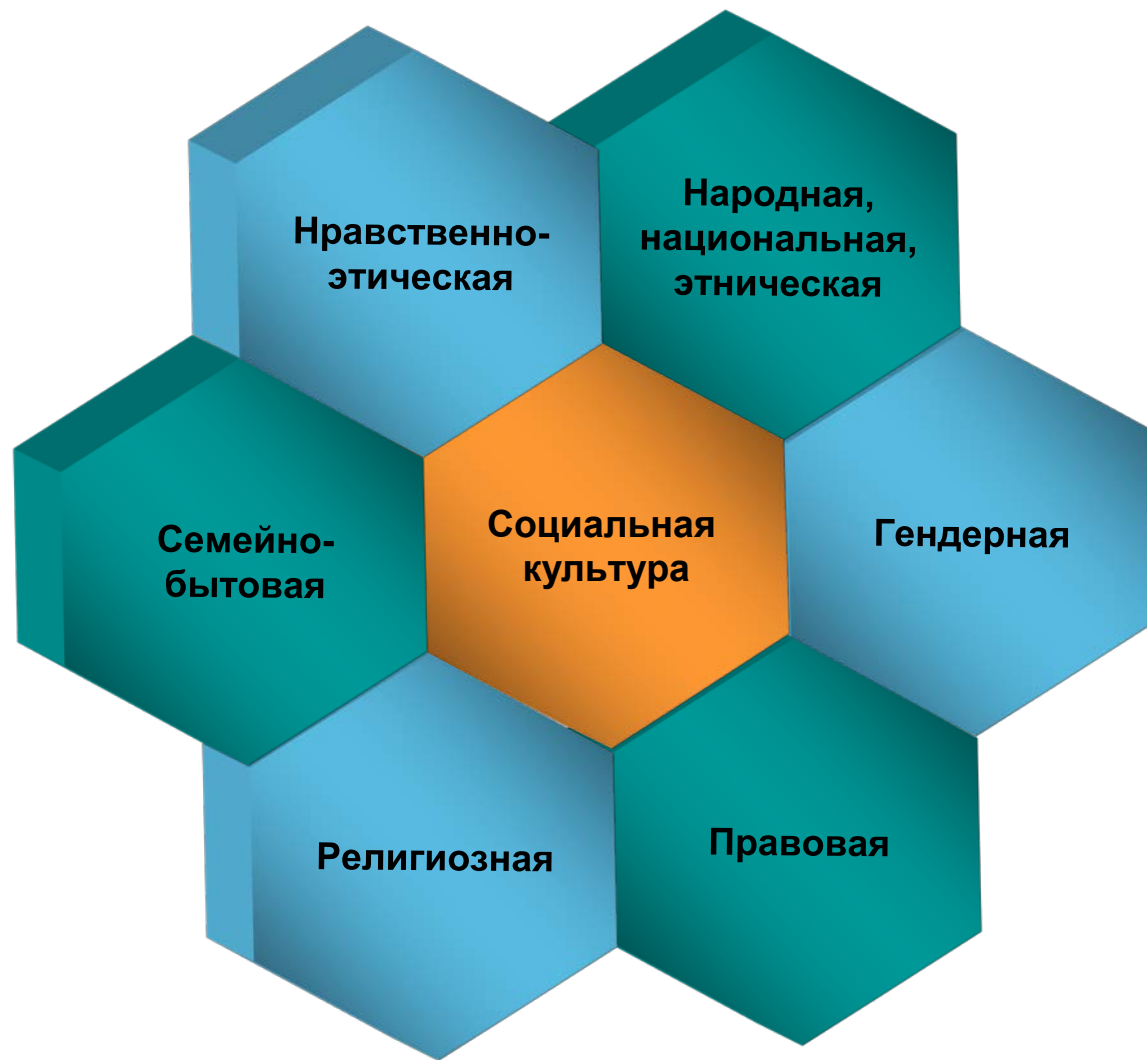 Нравственно-
этическая
Народная,
национальная,
этническая
Семейно-
бытовая
Социальная
культура
Гендерная
Религиозная
Правовая